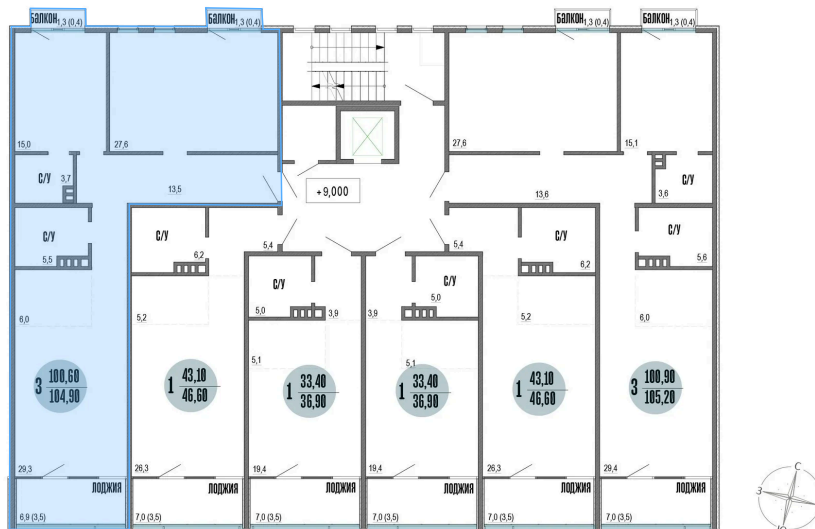 БАЛКОН 1,3 (0,4)
БАЛКОН 1,3 (0,4)
БАЛКОН 1,3 (0,4)
БАЛКОН 1,3 (0,4)
15,0
27,6
27,6
15,1
С/У
3,7
13,5
+9,000
13,6
3,6
С/У
С/У
5,5
С/У
6,2
5,4
5,4
С/У
6,2
С/У
5,6
С/У
5,0
3,9
3,9
С/У
5,0
6,0
5,2
5,1
5,1
5,2
6,0
3 100,60
104,90
1 43,10
46,60
1 33,40
36,90
1 33,40
36,90
1 43,10
46,60
3 100,90
105,20
29,3
26,3
19,4
19,4
26,3
29,4
ЛОДЖИЯ
ЛОДЖИЯ
ЛОДЖИЯ
ЛОДЖИЯ
ЛОДЖИЯ
ЛОДЖИЯ
6,9 (3,5)
7,0 (3,5)
7,0 (3,5)
7,0 (3,5)
7,0 (3,5)
7,0 (3,5)
С
З